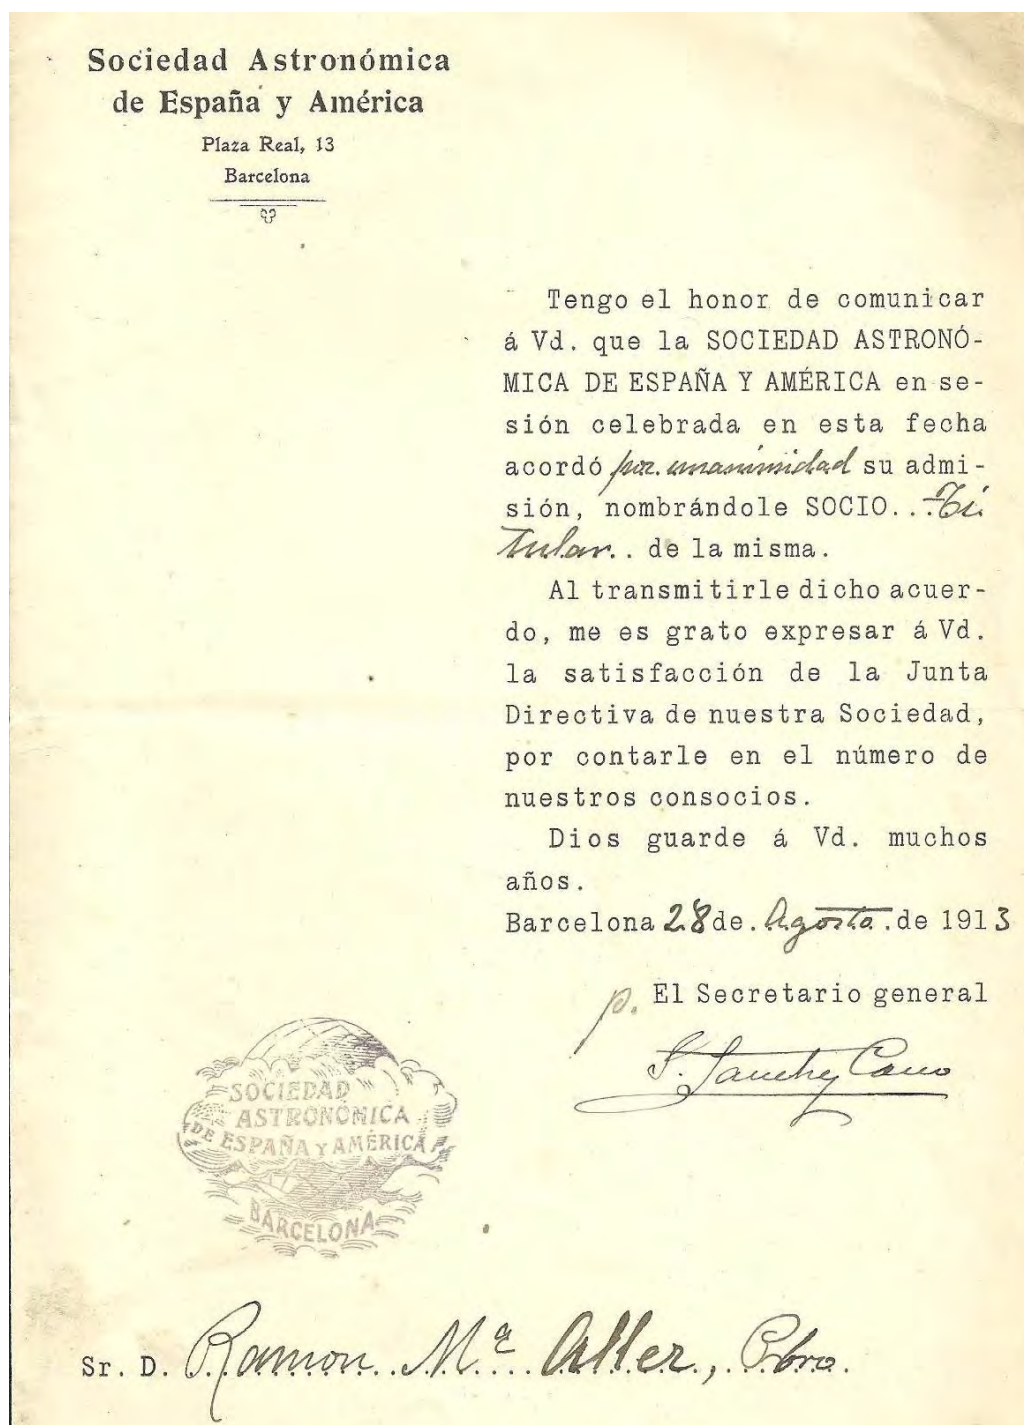 Sociedad Astronómica
de España y América
Plaza Real, 13
Barcelona
Tengo el honor de comunicar
á Vd. que la SOCIEDAD ASTRONÓ-
MICA DE ESPAÑA Y AMÉRICA en se-
sión celebrada en esta fecha
acordó por unanimidad su admi-
sión, nombrándole SOCIO...Ti
tular.. de la misma.
Al transmitirle dicho acuer-
do, me es grato expresar á Vd.
la satisfacción de la Junta
Directiva de nuestra Sociedad,
por contarle en el número de
nuestros consocios.
Dios guarde á Vd. muchos
años.
Barcelona 28 de. Agosto. de 1913
p. El Secretario general
S. Sanchez Cano
SOCIEDAD
ASTRONÓMICA
DE ESPAÑA Y AMÉRICA
BARCELONA
Sr. D. Ramon Mª Aller, Pbro.